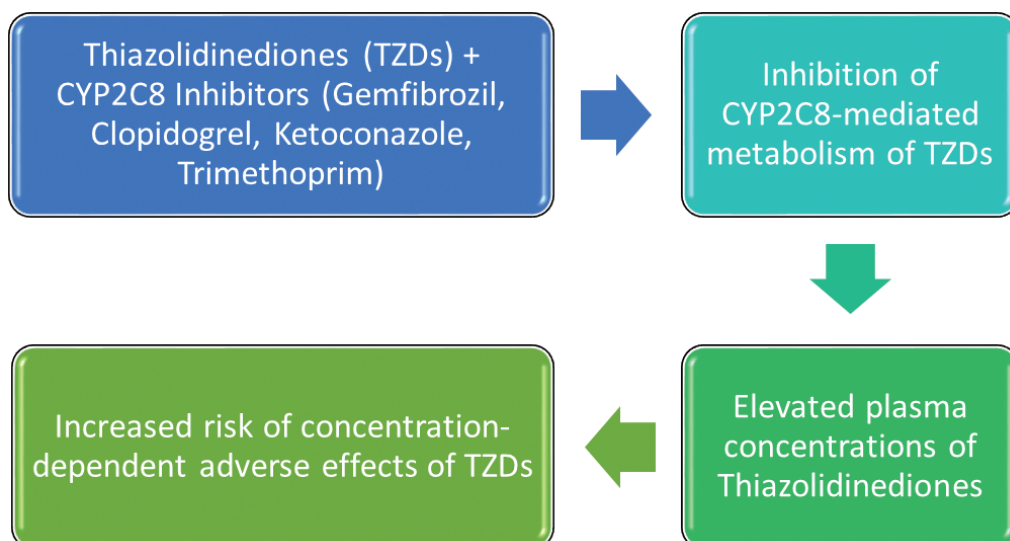 Thiazolidinediones (TZDs) +
CYP2C8 Inhibitors (Gemfibrozil,
Clopidogrel, Ketoconazole,
Trimethoprim)
Inhibition of
CYP2C8-mediated
metabolism of TZDs
Elevated plasma
concentrations of
Thiazolidinediones
Increased risk of concentration-
dependent adverse effects of TZDs